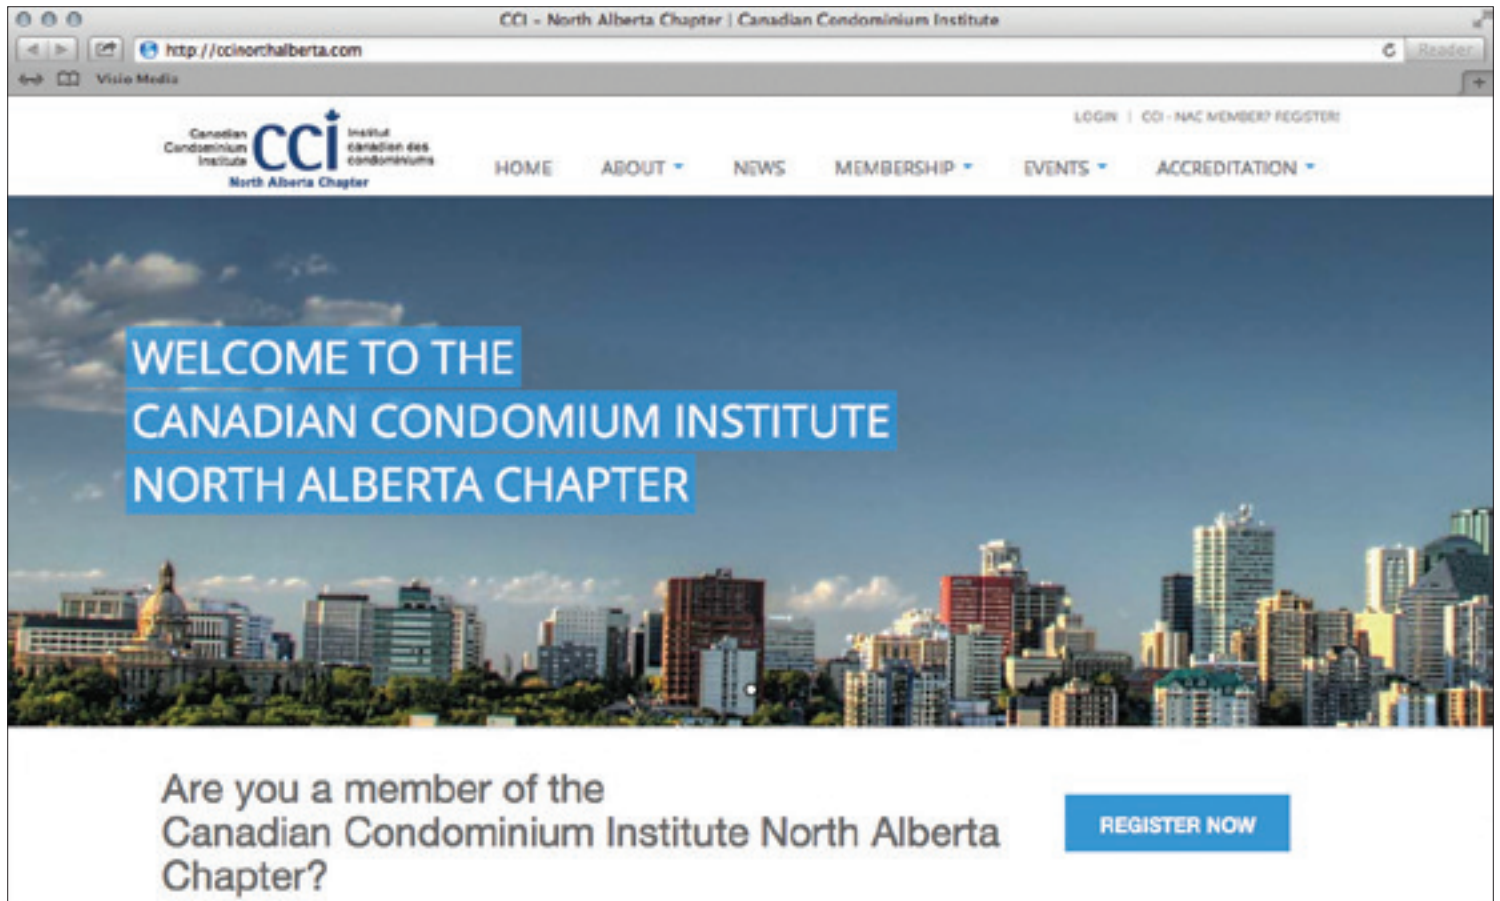 CCI - North Alberta Chapter | Canadian Condominium Institute
http://ccinorthalberta.com
Reader
Visio Media
LOGIN | CCI - NAC MEMBER? REGISTER!
Canadian
Condominium
Institute
CCI
Institut
canadien des
condominiums
North Alberta Chapter
HOME ABOUT NEWS MEMBERSHIP EVENTS ACCREDITATION
WELCOME TO THE
CANADIAN CONDOMIUM INSTITUTE
NORTH ALBERTA CHAPTER
Are you a member of the
Canadian Condominium Institute North Alberta
Chapter?
REGISTER NOW